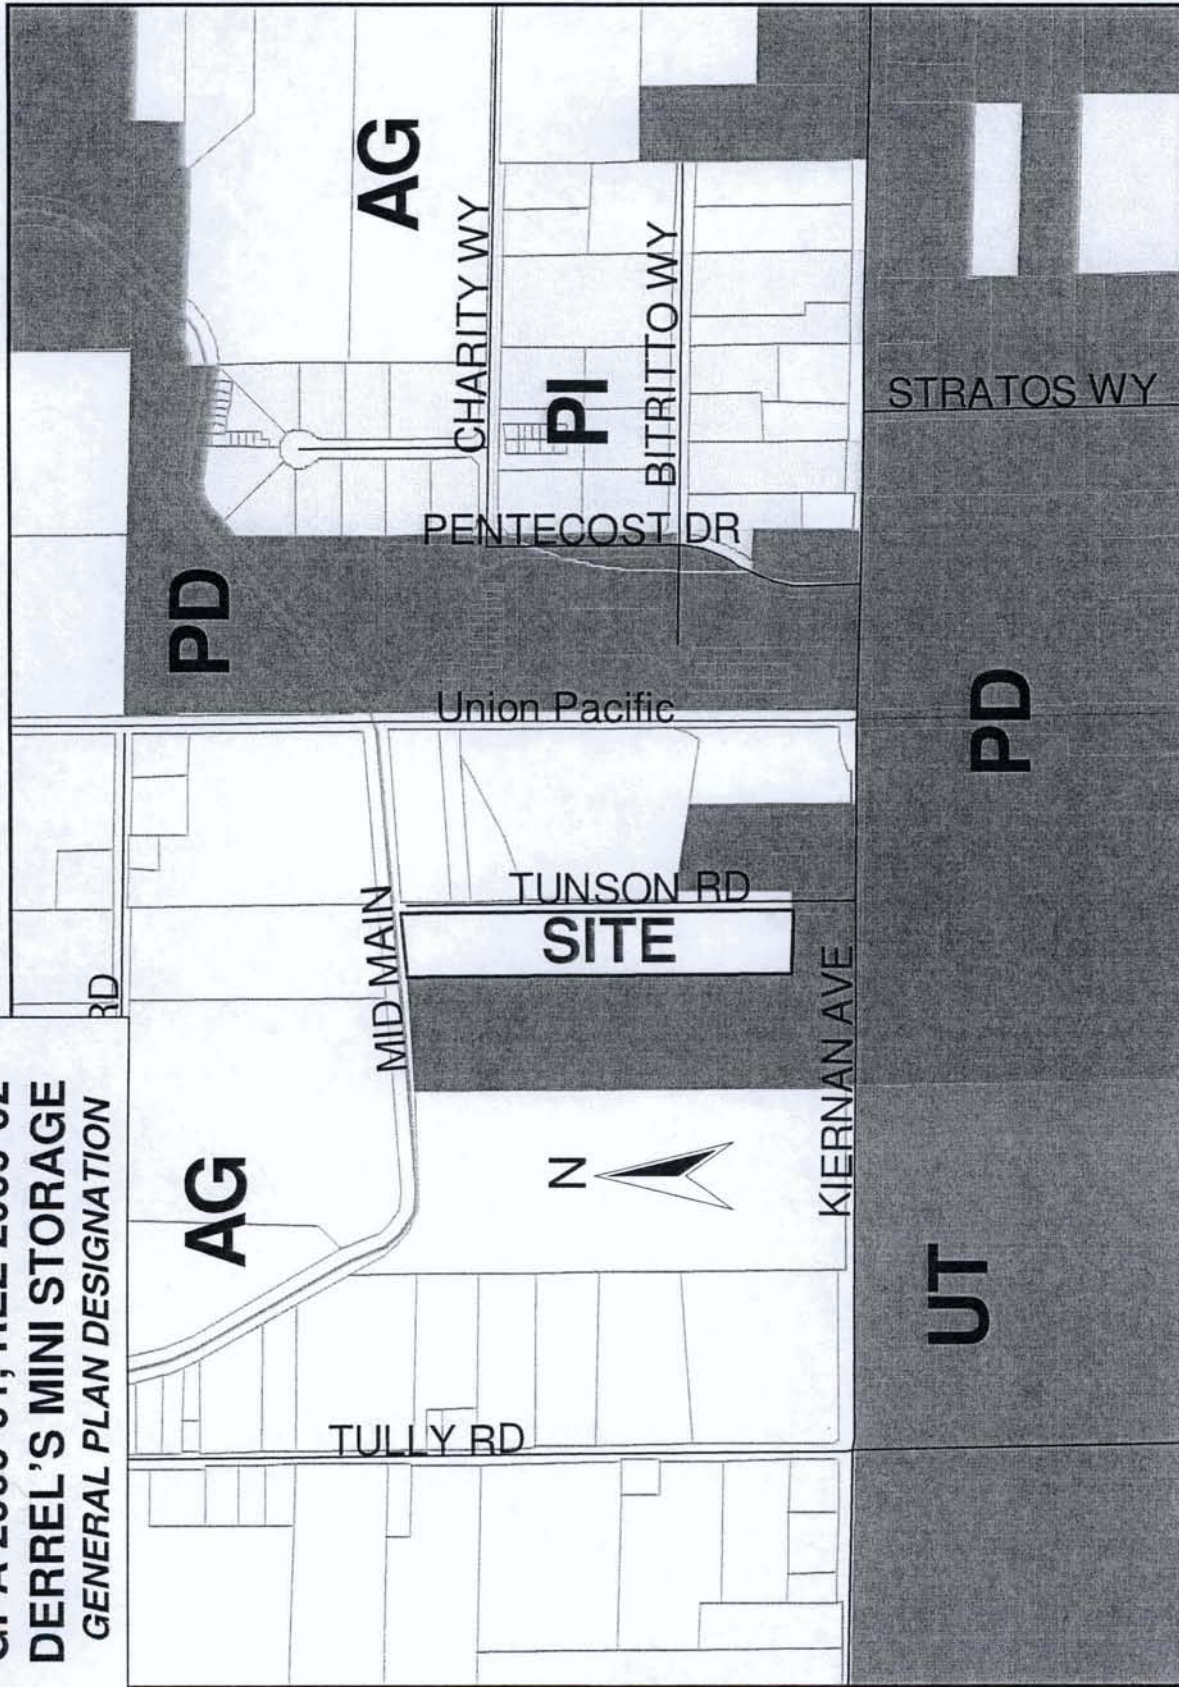 DERREL'S MINI STORAGE
GENERAL PLAN DESIGNATION
RD
AG
CHARITY WY
PI
BITRITTO WY
STRATOS WY
PENTECOST DR
PD
Union Pacific
PD
MID MAIN
TUNSON RD
SITE
KIERNAN AVE
AG
N
UT
TULLY RD